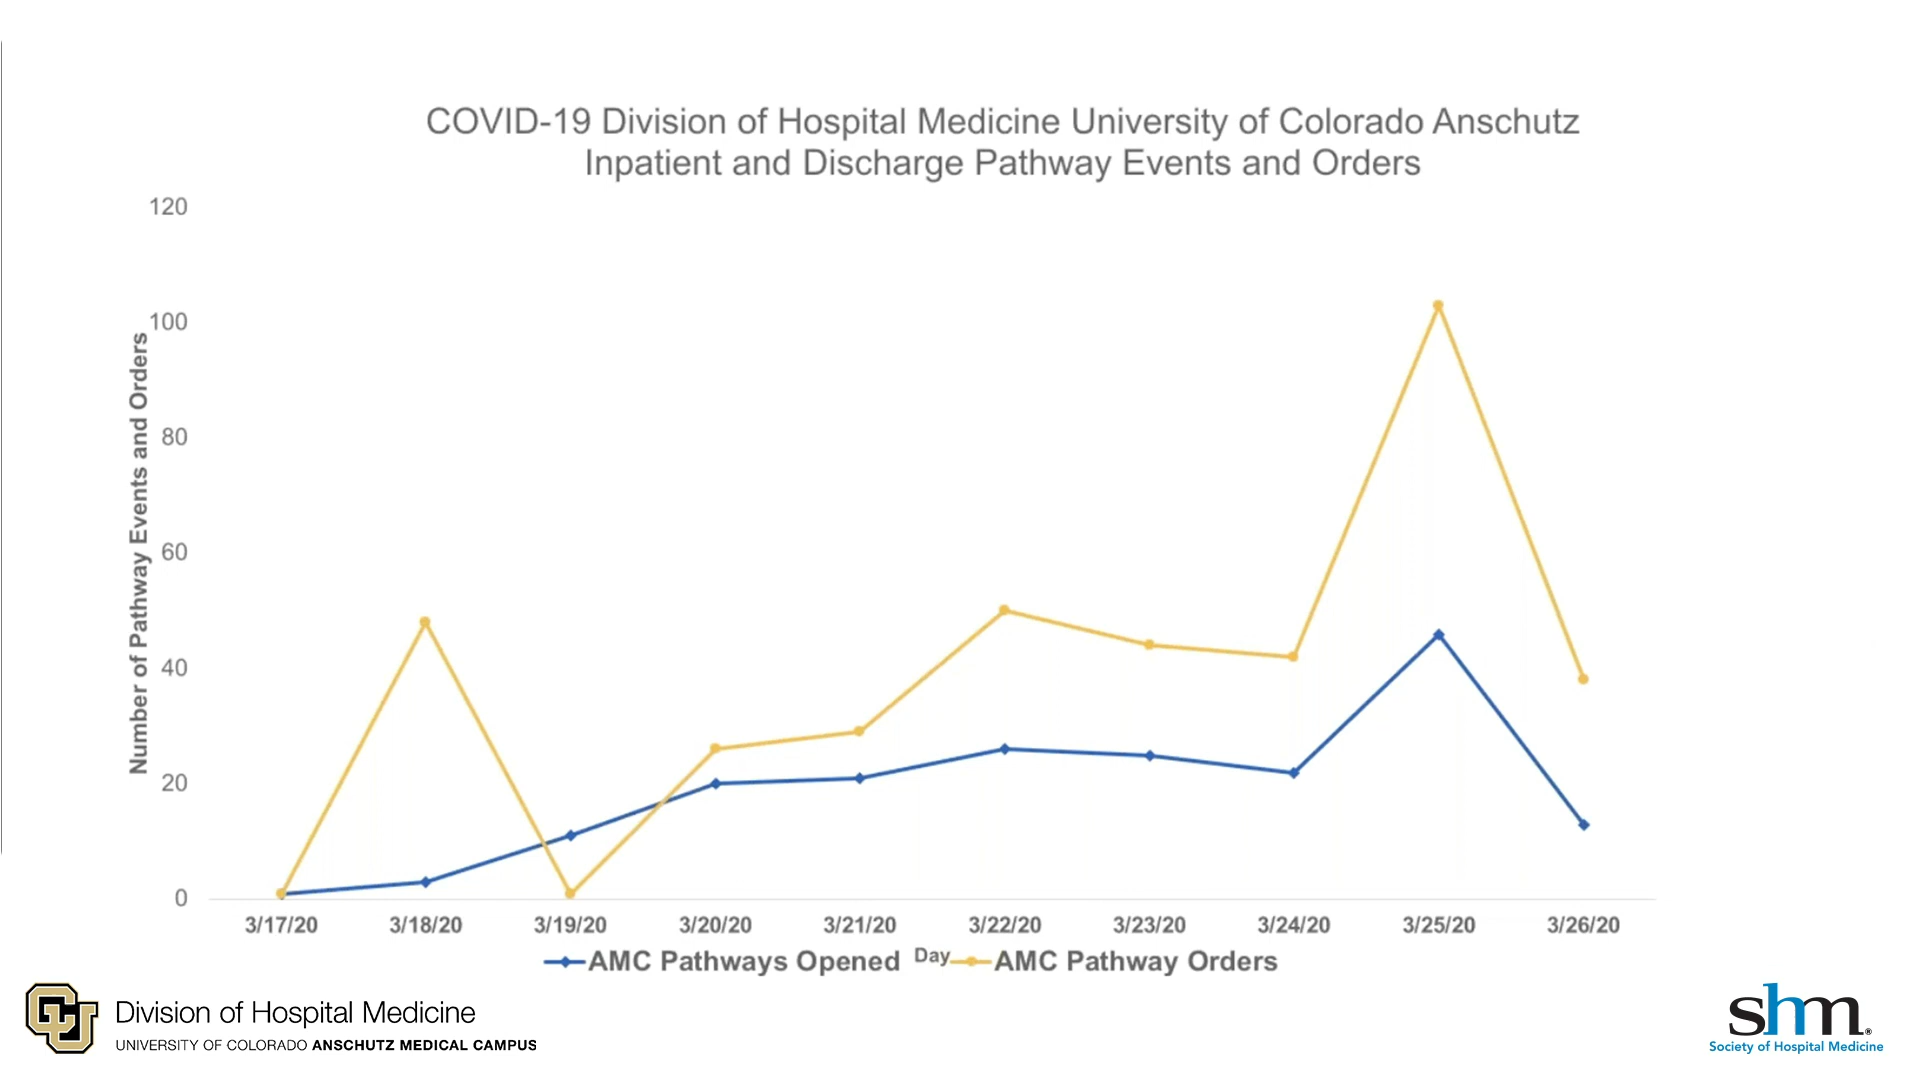 COVID-19 Division of Hospital Medicine University of Colorado Anschutz
Inpatient and Discharge Pathway Events and Orders
Number of Pathway Events and Orders
120
100
80
60
40
20
0
3/17/20 3/18/20 3/19/20 3/20/20 3/21/20 3/22/20 3/23/20 3/24/20 3/25/20 3/26/20
AMC Pathways Opened Day AMC Pathway Orders
CU
Division of Hospital Medicine
UNIVERSITY OF COLORADO ANSCHUTZ MEDICAL CAMPUS
shm®
Society of Hospital Medicine